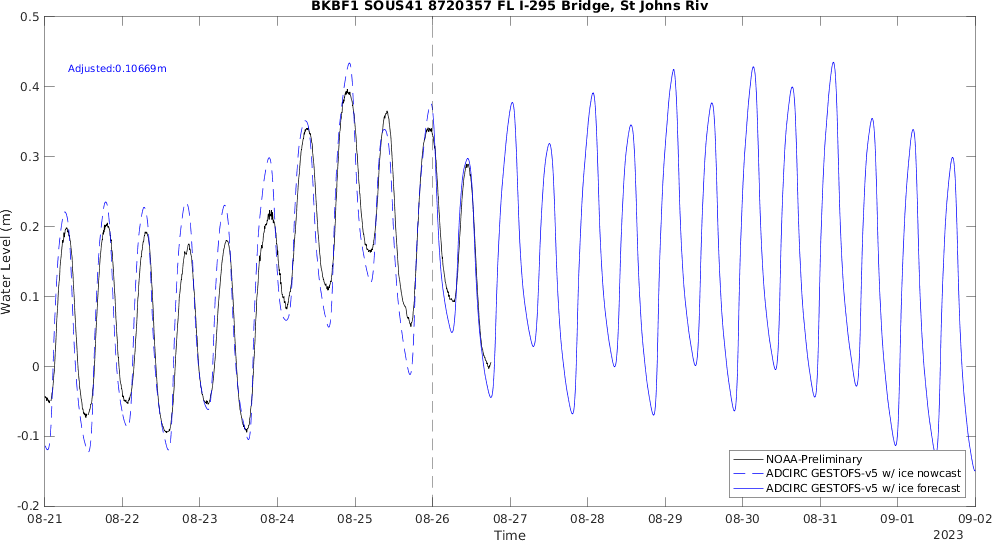 BKBF1 SOUS41 8720357 FL I-295 Bridge, St Johns Riv
Adjusted:0.10669m
Water Level (m)
0.5
0.4
0.3
0.2
0.1
0
-0.1
-0.2
NOAA-Preliminary
ADCIRC GESTOFS-v5 w/ ice nowcast
ADCIRC GESTOFS-v5 w/ ice forecast
08-21 08-22 08-23 08-24 08-25 08-26 08-27 08-28 08-29 08-30 08-31 09-01 09-02
Time
2023